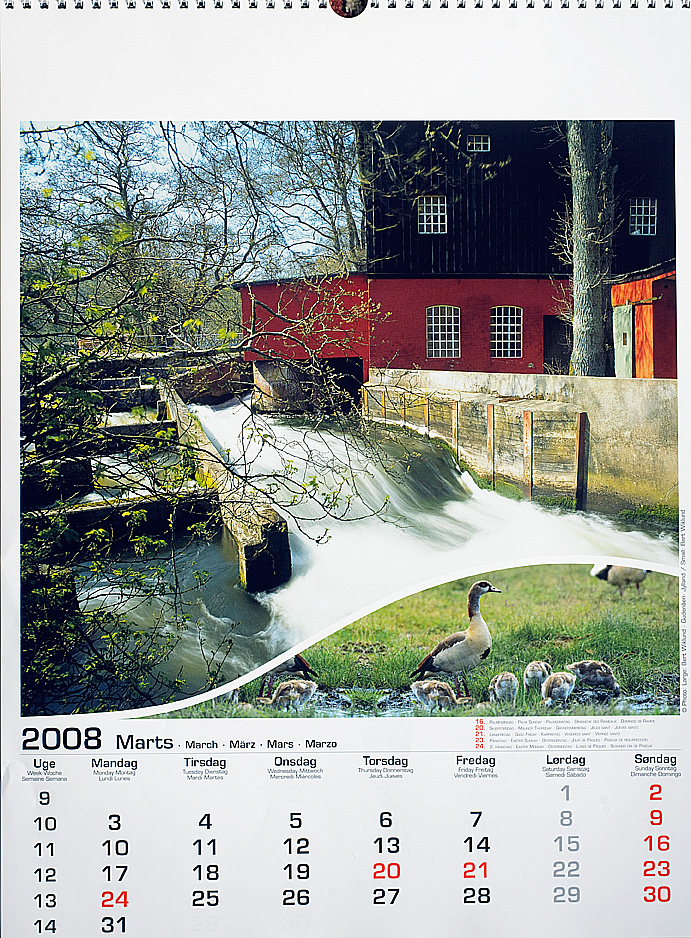 © Photo: Large: Bert Wiklund · Gudenåen · Jylland / Small: Bert Wiklund
2008 Marts · March · März · Mars · Marzo
16. Palmesøndag · Palm Sunday · Palmsonntag · Dimanche des Rameaux · Domingo de Ramos
20. Skærtorsdag · Maundy Thursday · Gründonnerstag · Jeudi saint · Jueves santo
21. Langfredag · Good Friday · Karfreitag · Vendredi saint · Viernes santo
23. Påskedag · Easter Sunday · Ostersonntag · Jour de Pâques · Pascua de Resurrección
24. 2. Påskedag · Easter Monday · Ostermontag · Lundi de Pâques · Segundo día de Pascua
Uge Mandag Tirsdag Onsdag Torsdag Fredag Lørdag Søndag
Week·Woche Monday·Montag Tuesday·Dienstag Wednesday·Mittwoch Thursday·Donnerstag Friday·Freitag Saturday·Samstag Sunday·Sonntag
Semaine·Semana Lundi·Lunes Mardi·Martes Mercredi·Miércoles Jeudi·Jueves Vendredi·Viernes Samedi·Sábado Dimanche·Domingo
9 1 2
10 3 4 5 6 7 8 9
11 10 11 12 13 14 15 16
12 17 18 19 20 21 22 23
13 24 25 26 27 28 29 30
14 31